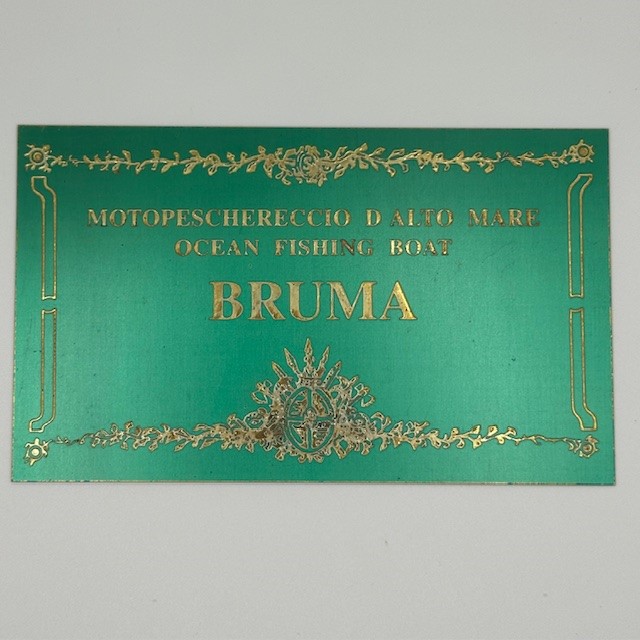 MOTOPESCHERECCIO D ALTO MARE
OCEAN FISHING BOAT
BRUMA